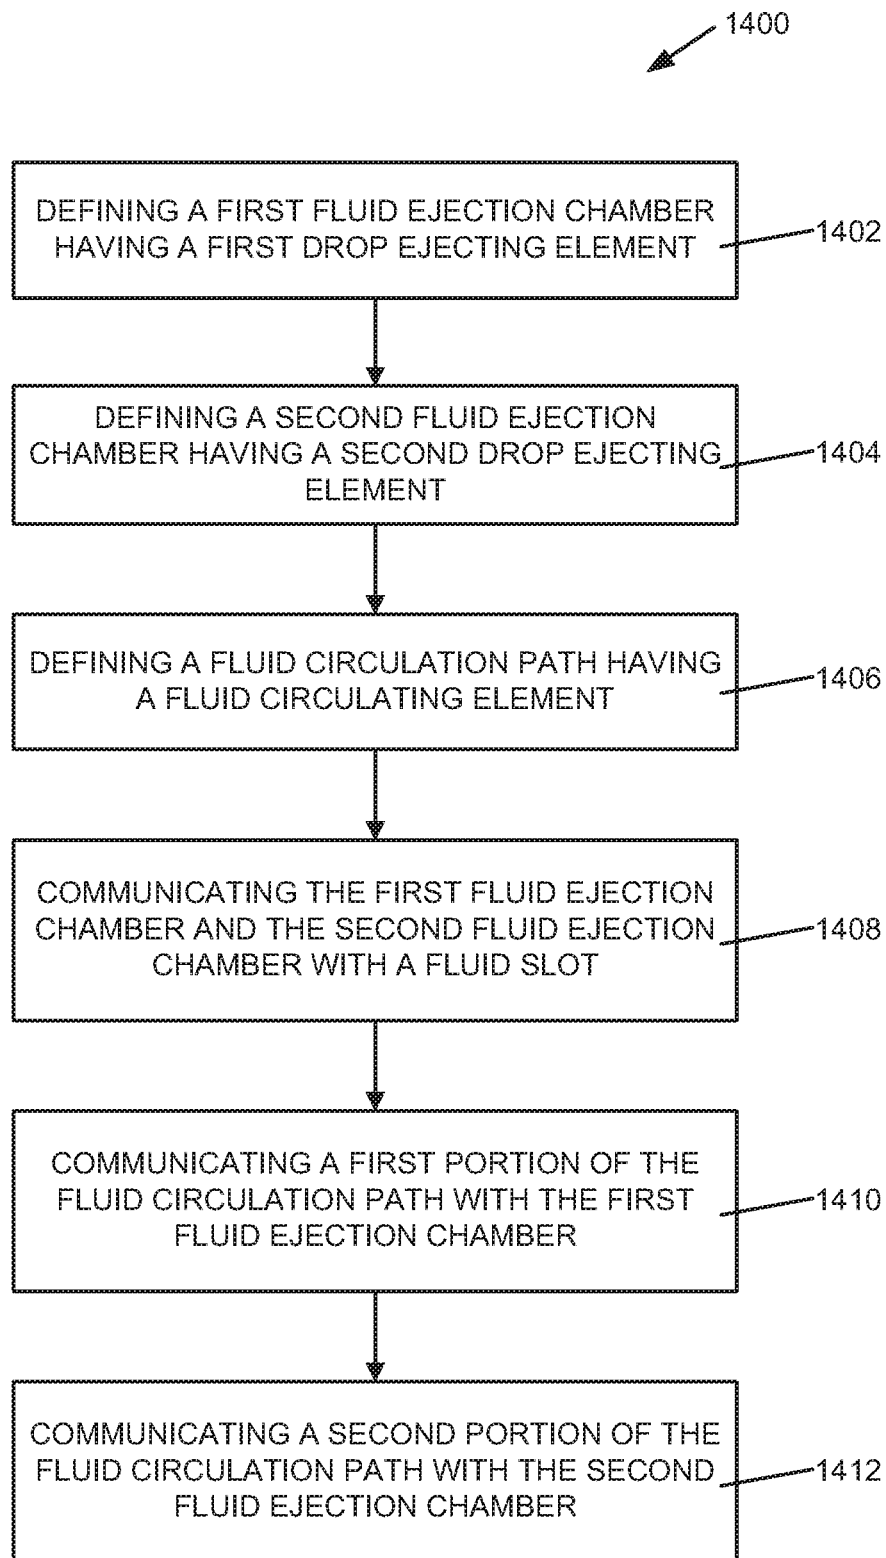 1400
DEFINING A FIRST FLUID EJECTION CHAMBER
HAVING A FIRST DROP EJECTING ELEMENT
1402
DEFINING A SECOND FLUID EJECTION
CHAMBER HAVING A SECOND DROP EJECTING
ELEMENT
1404
DEFINING A FLUID CIRCULATION PATH HAVING
A FLUID CIRCULATING ELEMENT
1406
COMMUNICATING THE FIRST FLUID EJECTION
CHAMBER AND THE SECOND FLUID EJECTION
CHAMBER WITH A FLUID SLOT
1408
COMMUNICATING A FIRST PORTION OF THE
FLUID CIRCULATION PATH WITH THE FIRST
FLUID EJECTION CHAMBER
1410
COMMUNICATING A SECOND PORTION OF THE
FLUID CIRCULATION PATH WITH THE SECOND
FLUID EJECTION CHAMBER
1412